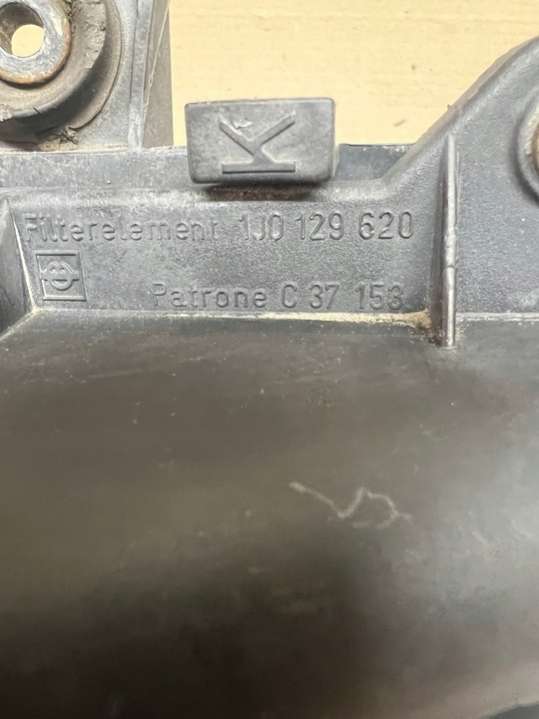 K
Filterelement 1J0 129 620
Patrone C 37 153